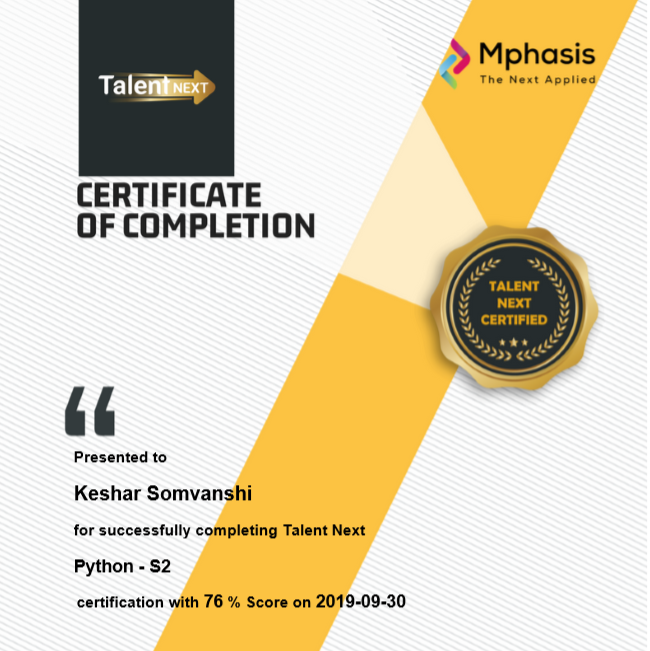 Talent NEXT
Mphasis
The Next Applied
CERTIFICATE
OF COMPLETION
TALENT
NEXT
CERTIFIED
Presented to
Keshar Somvanshi
for successfully completing Talent Next
Python - S2
certification with 76 % Score on 2019-09-30